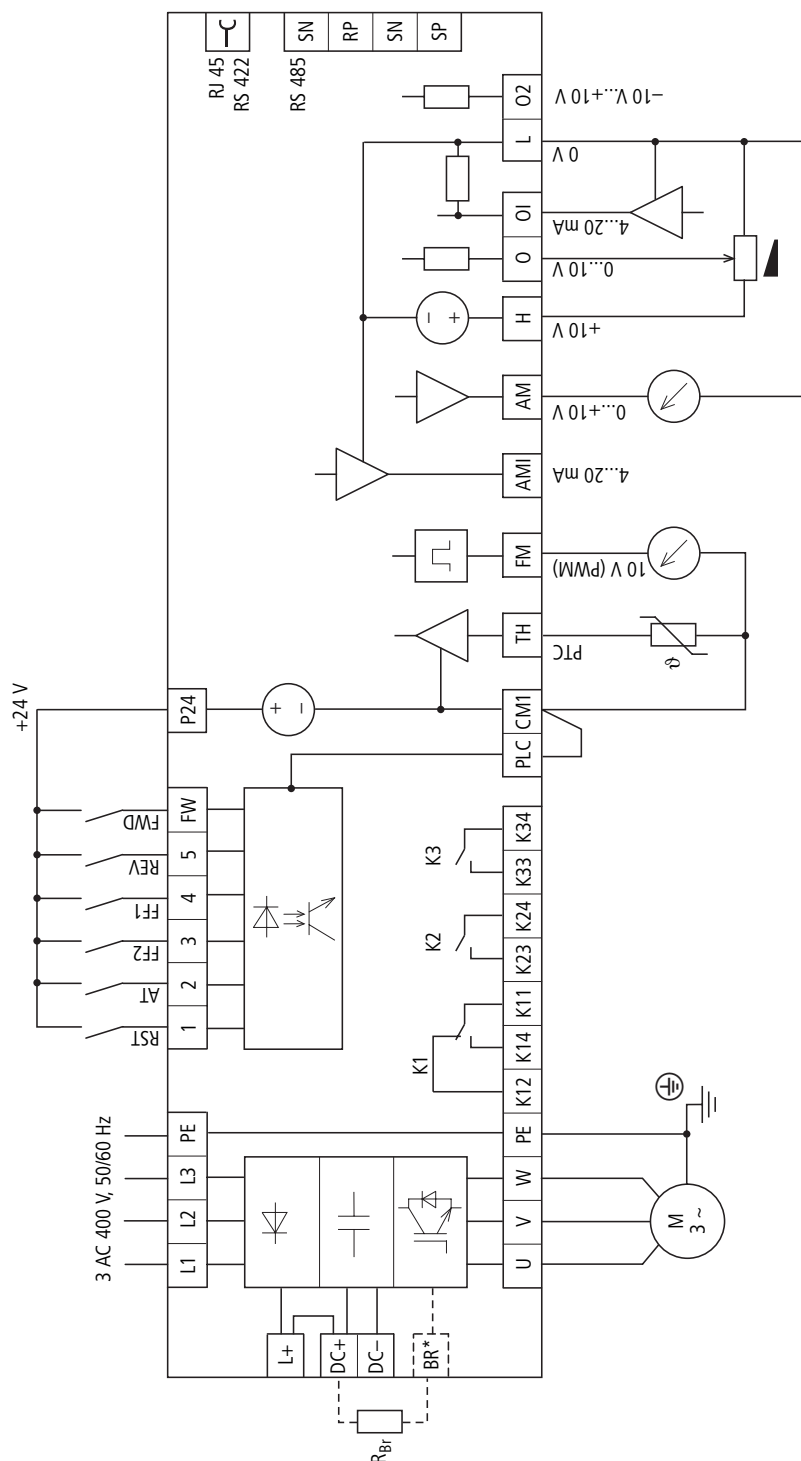 RJ 45
RS 422
RS 485
SN
RP
SN
SP
O2
−10 V...+10 V
L
0 V
OI
4...20 mA
O
0...10 V
−
+
H
+10 V
AM
0...+10 V
AMI
4...20 mA
FM
10 V (PWM)
TH
PTC
ϑ
+24 V
P24
+
−
CM1
PLC
FWD
REV
FF1
FF2
AT
RST
FW
5
4
3
2
1
K3
K34
K33
K2
K24
K23
K1
K11
K14
K12
3 AC 400 V, 50/60 Hz
PE
L3
L2
L1
PE
W
V
U
M
3 ~
L+
DC+
DC−
BR*
RBr